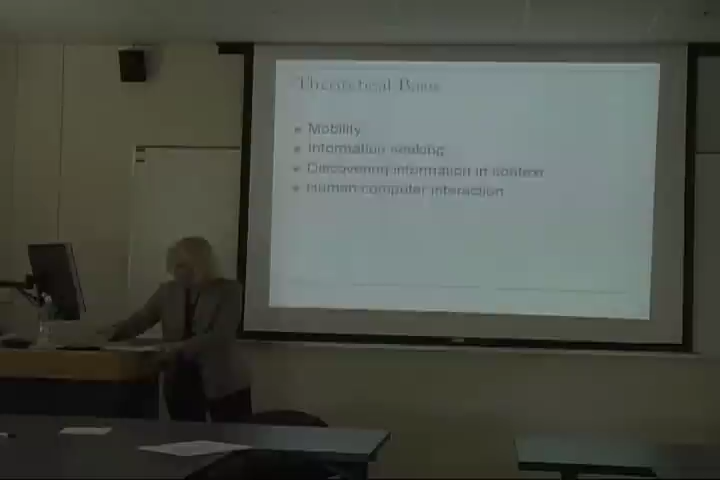 Theoretical Basis
Mobility
Information seeking
Discovering information in context
Human computer interaction